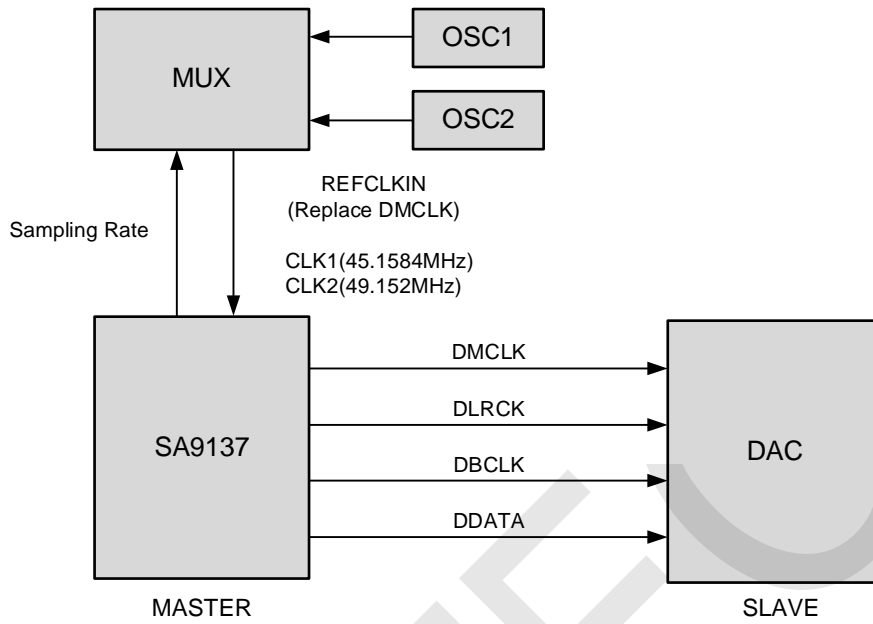 OSC1
MUX
OSC2
REFCLKIN
(Replace DMCLK)
Sampling Rate
CLK1(45.1584MHz)
CLK2(49.152MHz)
DMCLK
DLRCK
SA9137
DAC
DBCLK
DDATA
MASTER
SLAVE